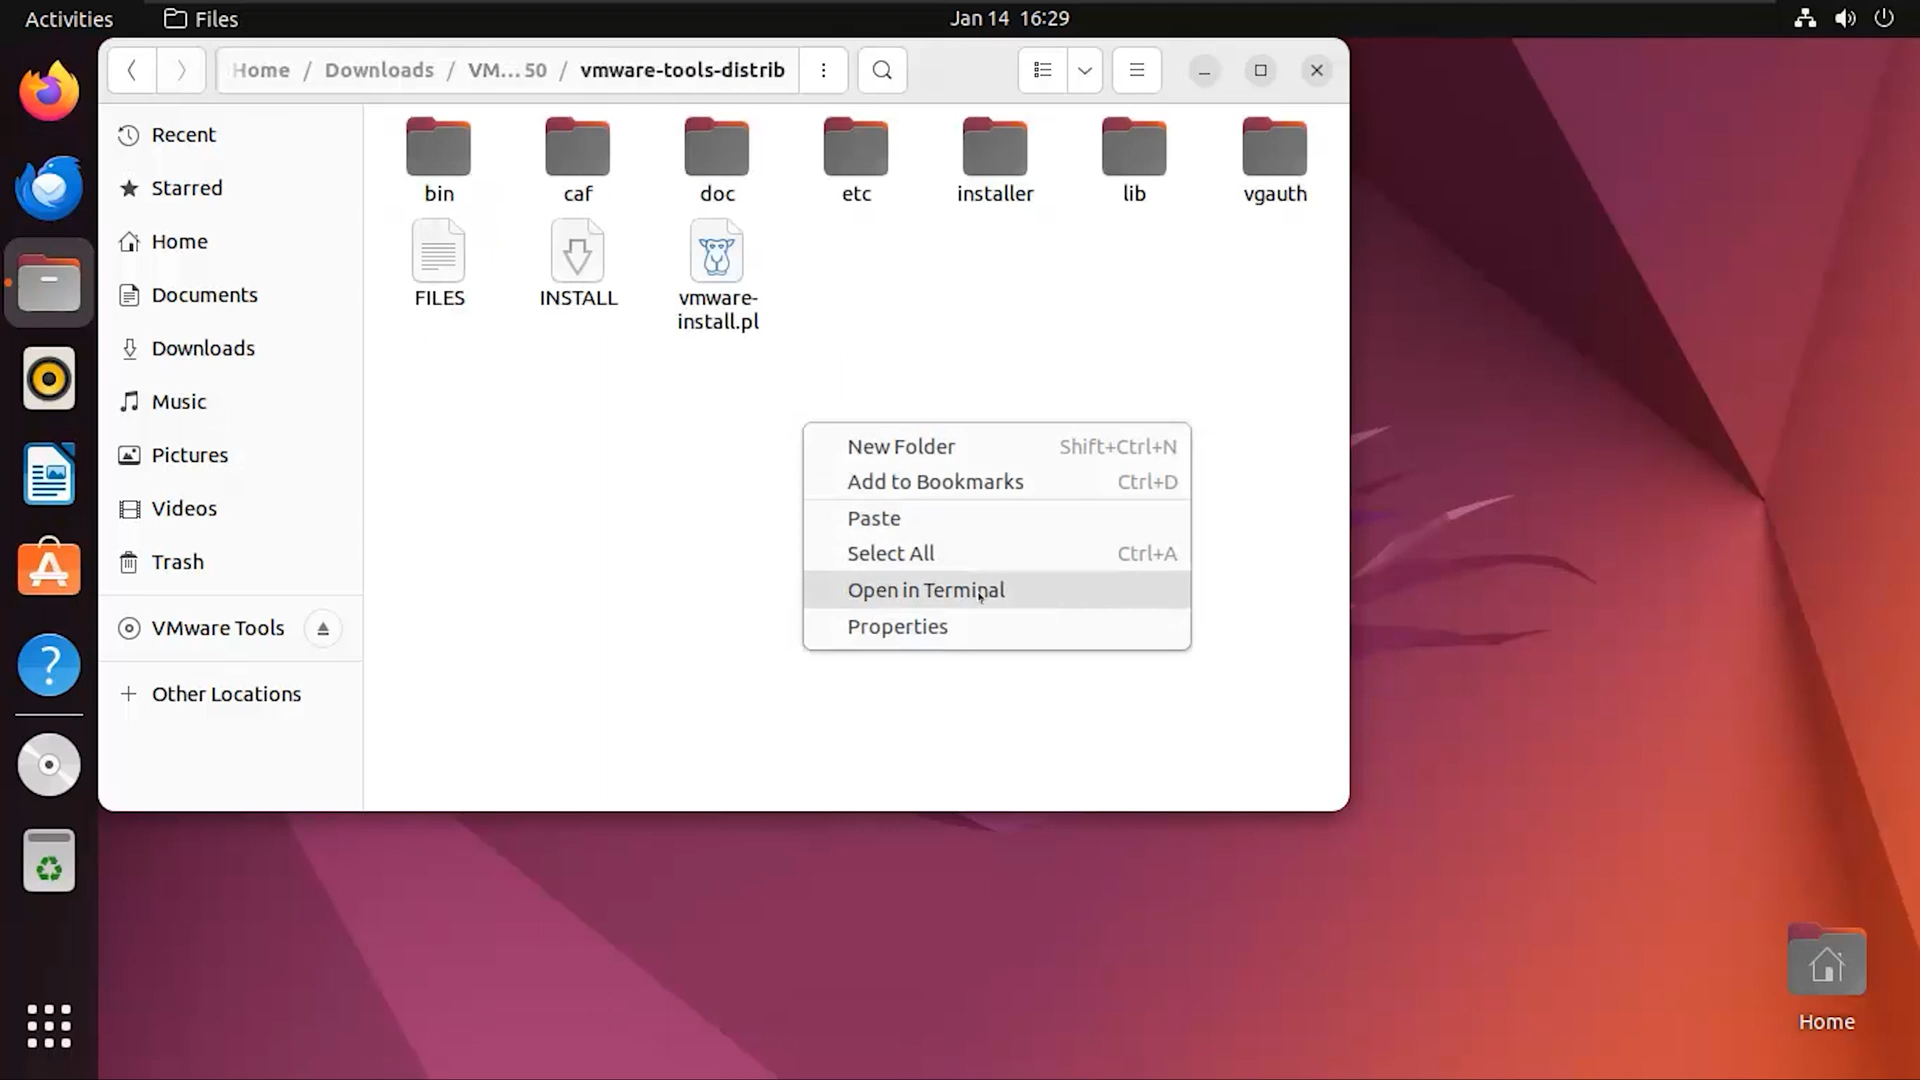 Activities Files Jan 14 16:29
Home / Downloads / VM... 50 / vmware-tools-distrib
Recent
Starred
Home
Documents
Downloads
Music
Pictures
Videos
Trash
VMware Tools
+ Other Locations
bin caf doc etc installer lib vgauth
FILES INSTALL vmware-
install.pl
New Folder Shift+Ctrl+N
Add to Bookmarks Ctrl+D
Paste
Select All Ctrl+A
Open in Terminal
Properties
Home